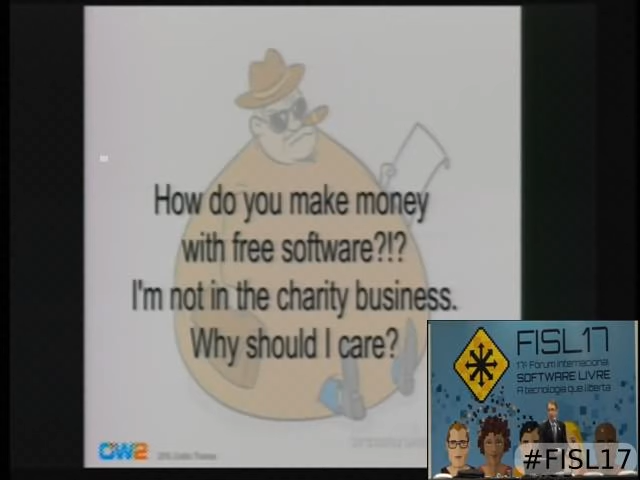 How do you make money
with free software?!?
I'm not in the charity business.
Why should I care?
OW2
FISL17
17º Fórum Internacional
SOFTWARE LIVRE
A tecnologia que liberta
#FISL17